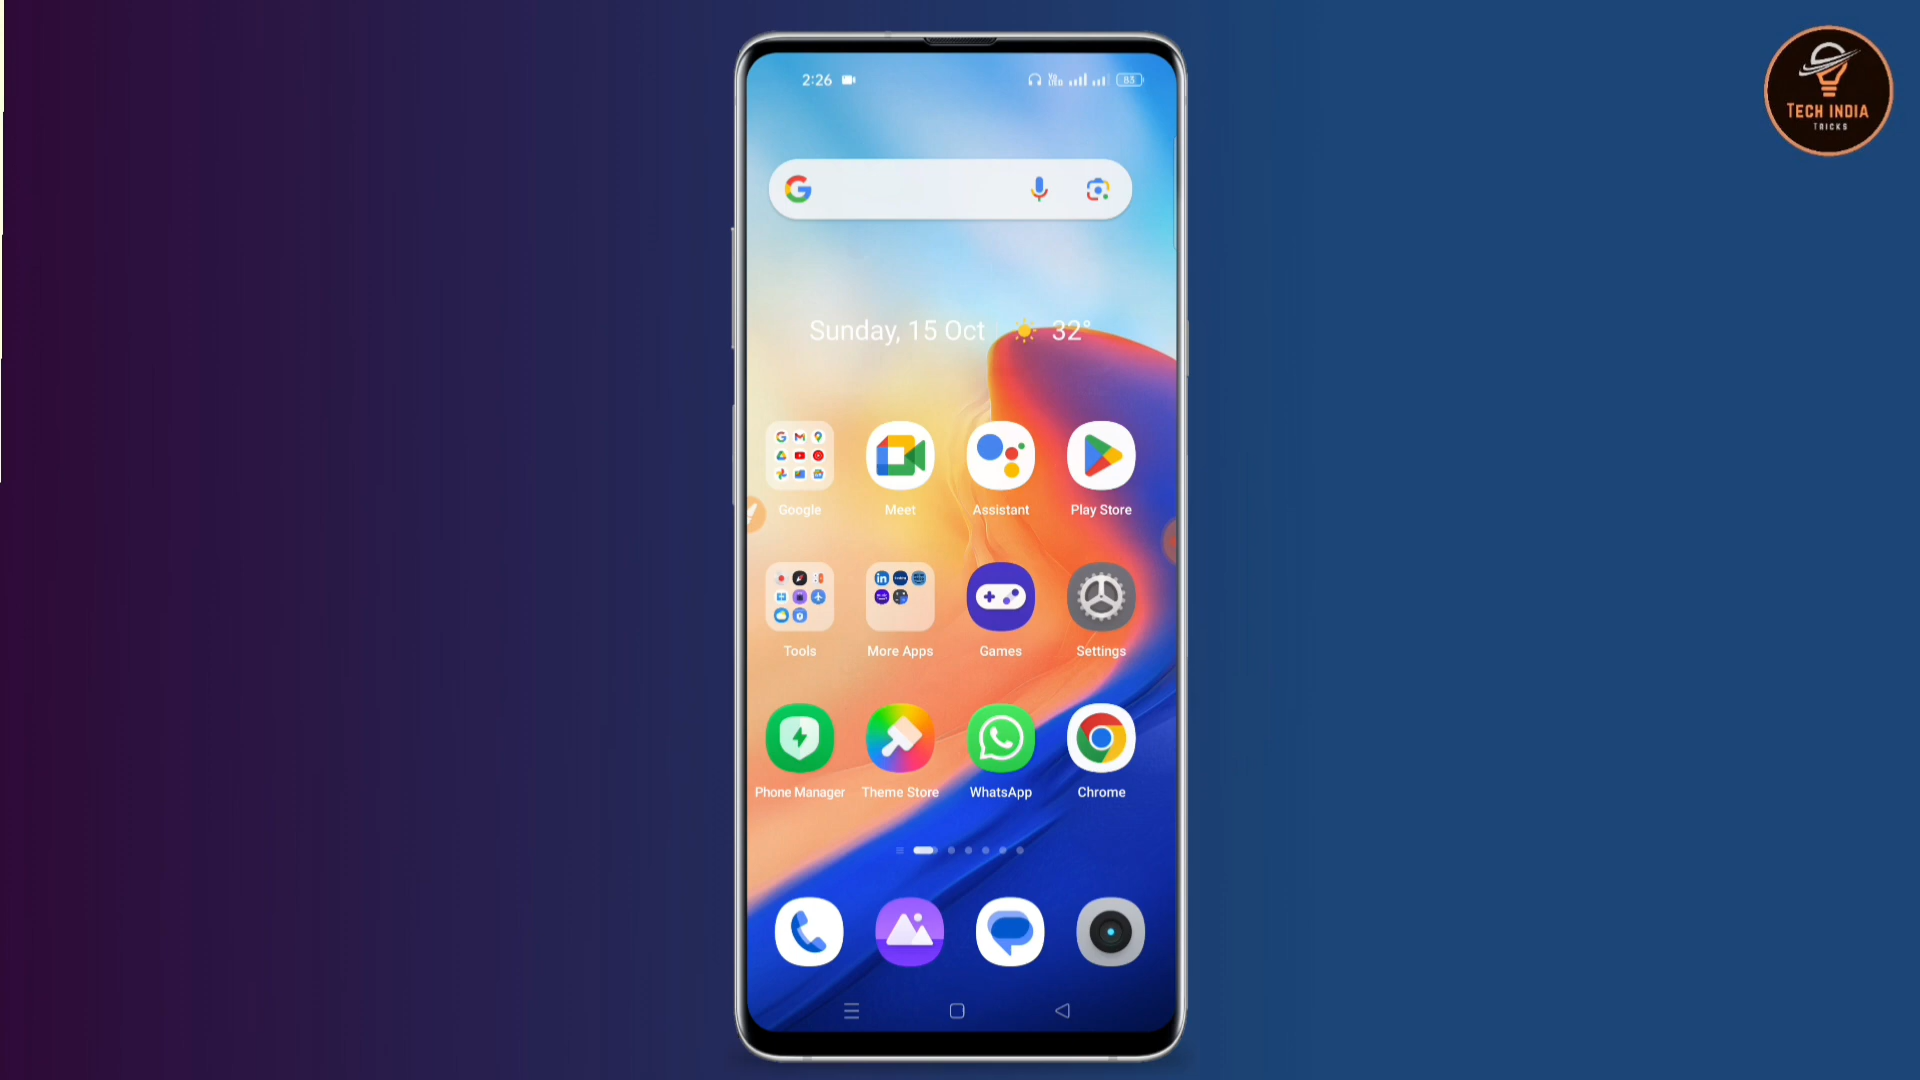 2:26
83
TECH INDIA
TRICKS
Sunday, 15 Oct 32°
Google Meet Assistant Play Store
Tools More Apps Games Settings
Phone Manager Theme Store WhatsApp Chrome